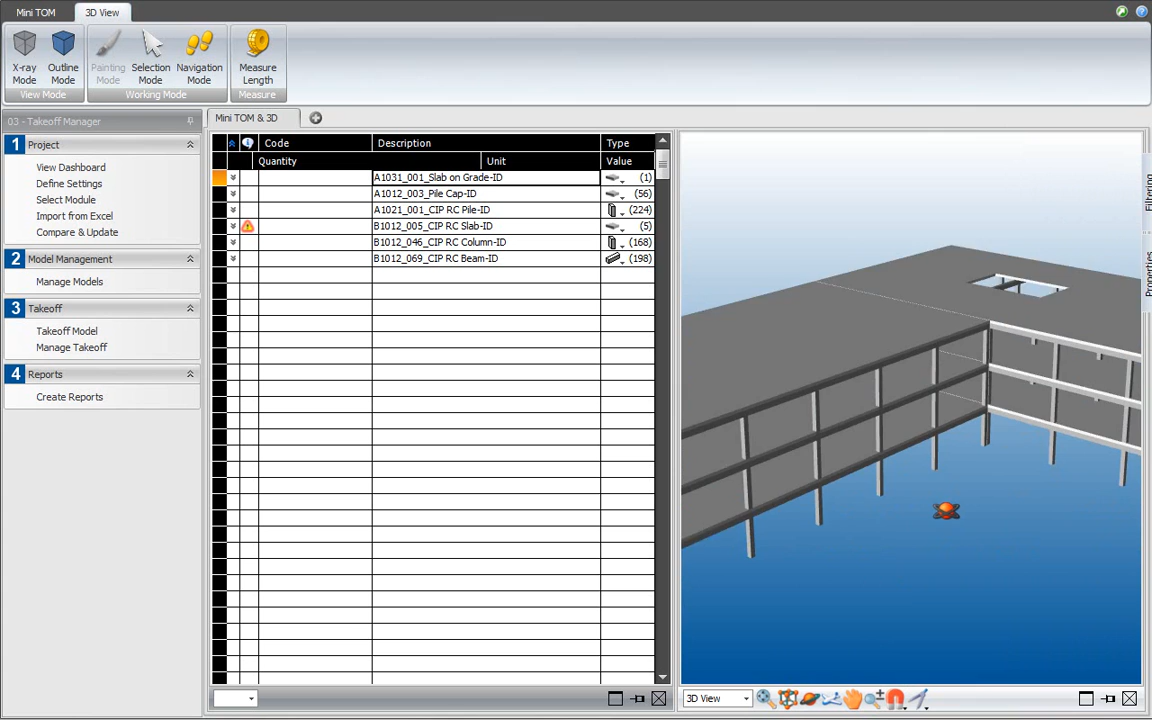 Mini TOM 3D View
X-ray Mode Outline Mode Painting Mode Selection Mode Navigation Mode Measure Length
View Mode Working Mode Measure
03 - Takeoff Manager
1 Project
View Dashboard
Define Settings
Select Module
Import from Excel
Compare & Update
2 Model Management
Manage Models
3 Takeoff
Takeoff Model
Manage Takeoff
4 Reports
Create Reports
Mini TOM & 3D
Code Description Type
Quantity Unit Value
A1031_001_Slab on Grade-ID (1)
A1012_003_Pile Cap-ID (56)
A1021_001_CIP RC Pile-ID (224)
B1012_005_CIP RC Slab-ID (5)
B1012_046_CIP RC Column-ID (168)
B1012_069_CIP RC Beam-ID (198)
Filtering
Properties
3D View